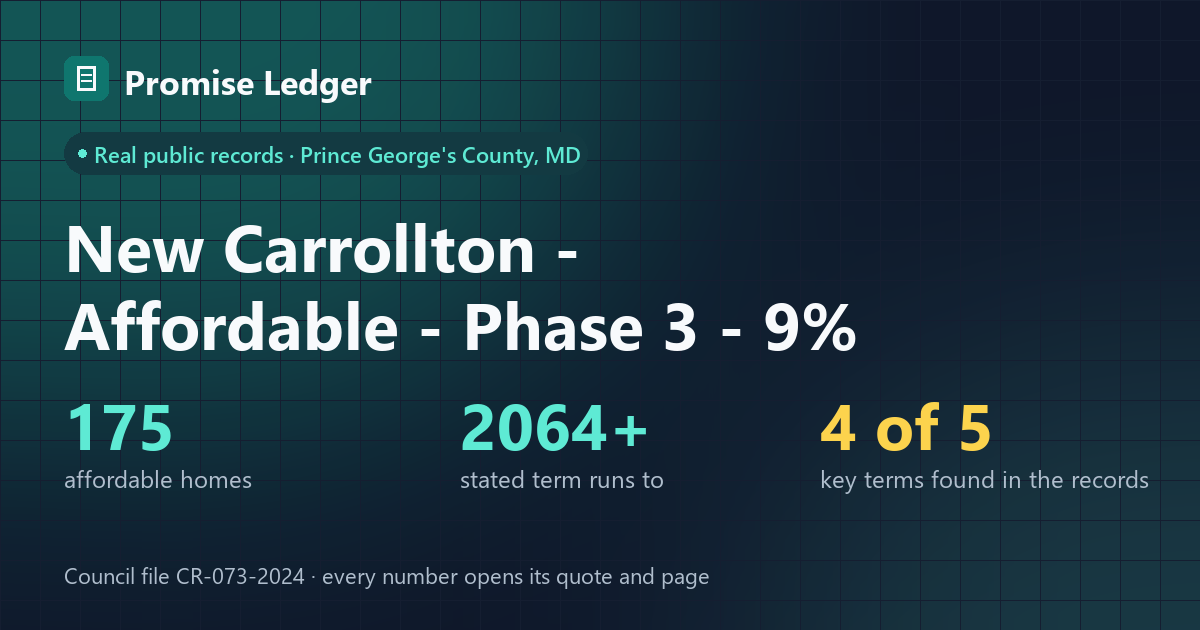 Promise Ledger
Real public records · Prince George's County, MD
New Carrollton -
Affordable - Phase 3 - 9%
175
affordable homes
2064+
stated term runs to
4 of 5
key terms found in the records
Council file CR-073-2024 · every number opens its quote and page